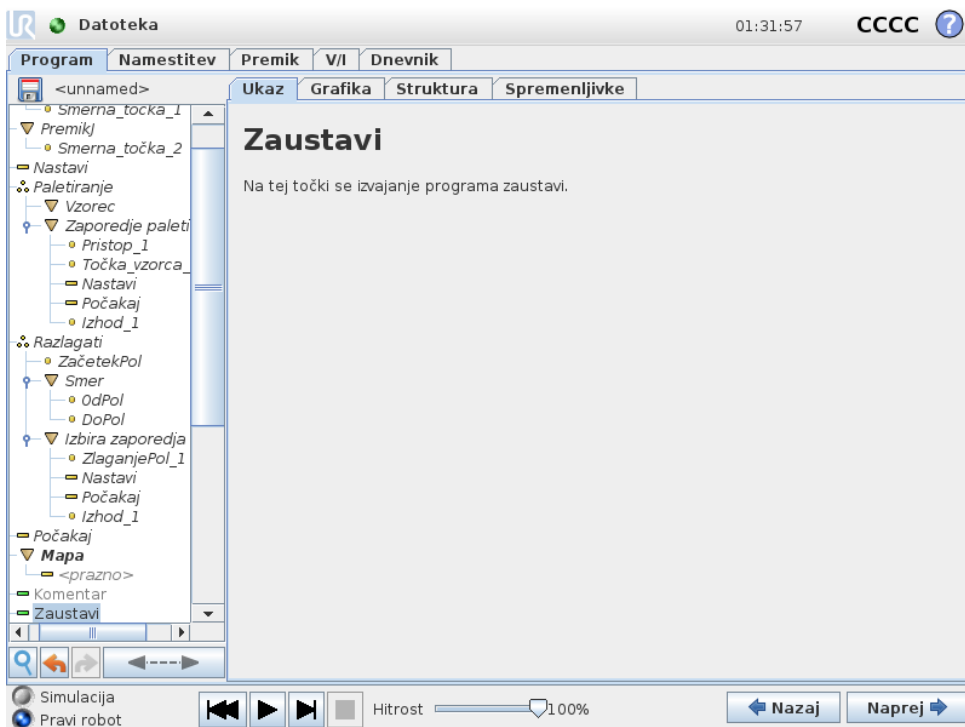 UR Datoteka 01:31:57 CCCC ?
Program Namestitev Premik V/I Dnevnik
<unnamed>
Ukaz Grafika Struktura Spremenljivke
Smerna_točka_1
PremikJ
Smerna_točka_2
Nastavi
Paletiranje
Vzorec
Zaporedje paleti
Pristop_1
Točka_vzorca_
Nastavi
Počakaj
Izhod_1
Razlagati
ZačetekPol
Smer
OdPol
DoPol
Izbira zaporedja
ZlaganjePol_1
Nastavi
Počakaj
Izhod_1
Počakaj
Mapa
<prazno>
Komentar
Zaustavi
Zaustavi
Na tej točki se izvajanje programa zaustavi.
Simulacija
Pravi robot
Hitrost 100%
Nazaj Naprej